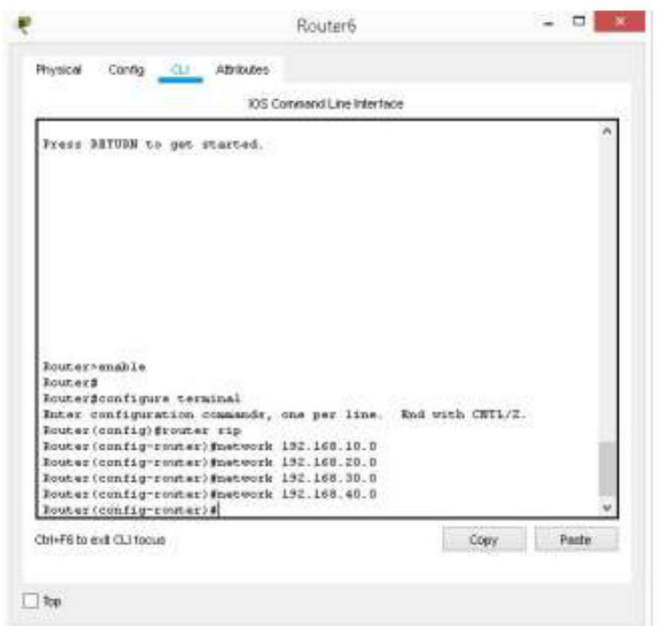 Router6
Physical Config CLI Attributes
IOS Command Line Interface
Press RETURN to get started.
Router>enable
Router#
Router#configure terminal
Enter configuration commands, one per line. End with CNTL/Z.
Router(config)#router rip
Router(config-router)#network 192.168.10.0
Router(config-router)#network 192.168.20.0
Router(config-router)#network 192.168.30.0
Router(config-router)#network 192.168.40.0
Router(config-router)#
Ctrl+F6 to exit CLI focus
Copy Paste
Top